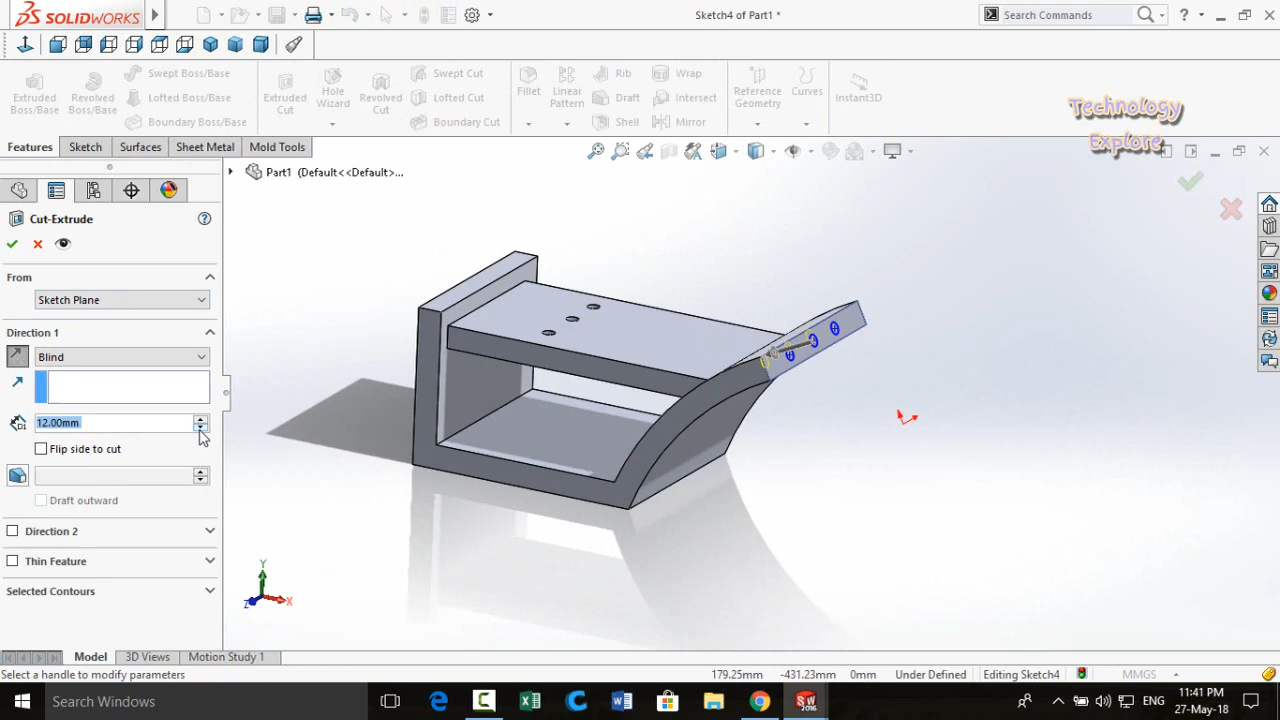 SOLIDWORKS
Sketch4 of Part1 *
Search Commands
?
Extruded Boss/Base
Revolved Boss/Base
Swept Boss/Base
Lofted Boss/Base
Boundary Boss/Base
Extruded Cut
Hole Wizard
Revolved Cut
Swept Cut
Lofted Cut
Boundary Cut
Fillet
Linear Pattern
Rib
Draft
Shell
Wrap
Intersect
Mirror
Reference Geometry
Curves
Instant3D
Technology
Explore
Features
Sketch
Surfaces
Sheet Metal
Mold Tools
Part1 (Default<<Default>...
Cut-Extrude
?
From
Sketch Plane
Direction 1
Blind
D1
12.00mm
Flip side to cut
Draft outward
Direction 2
Thin Feature
Selected Contours
Y
Z
X
Model
3D Views
Motion Study 1
Select a handle to modify parameters
179.25mm
-431.23mm
0mm
Under Defined
Editing Sketch4
MMGS
Search Windows
SW
2016
ENG
11:41 PM
27-May-18